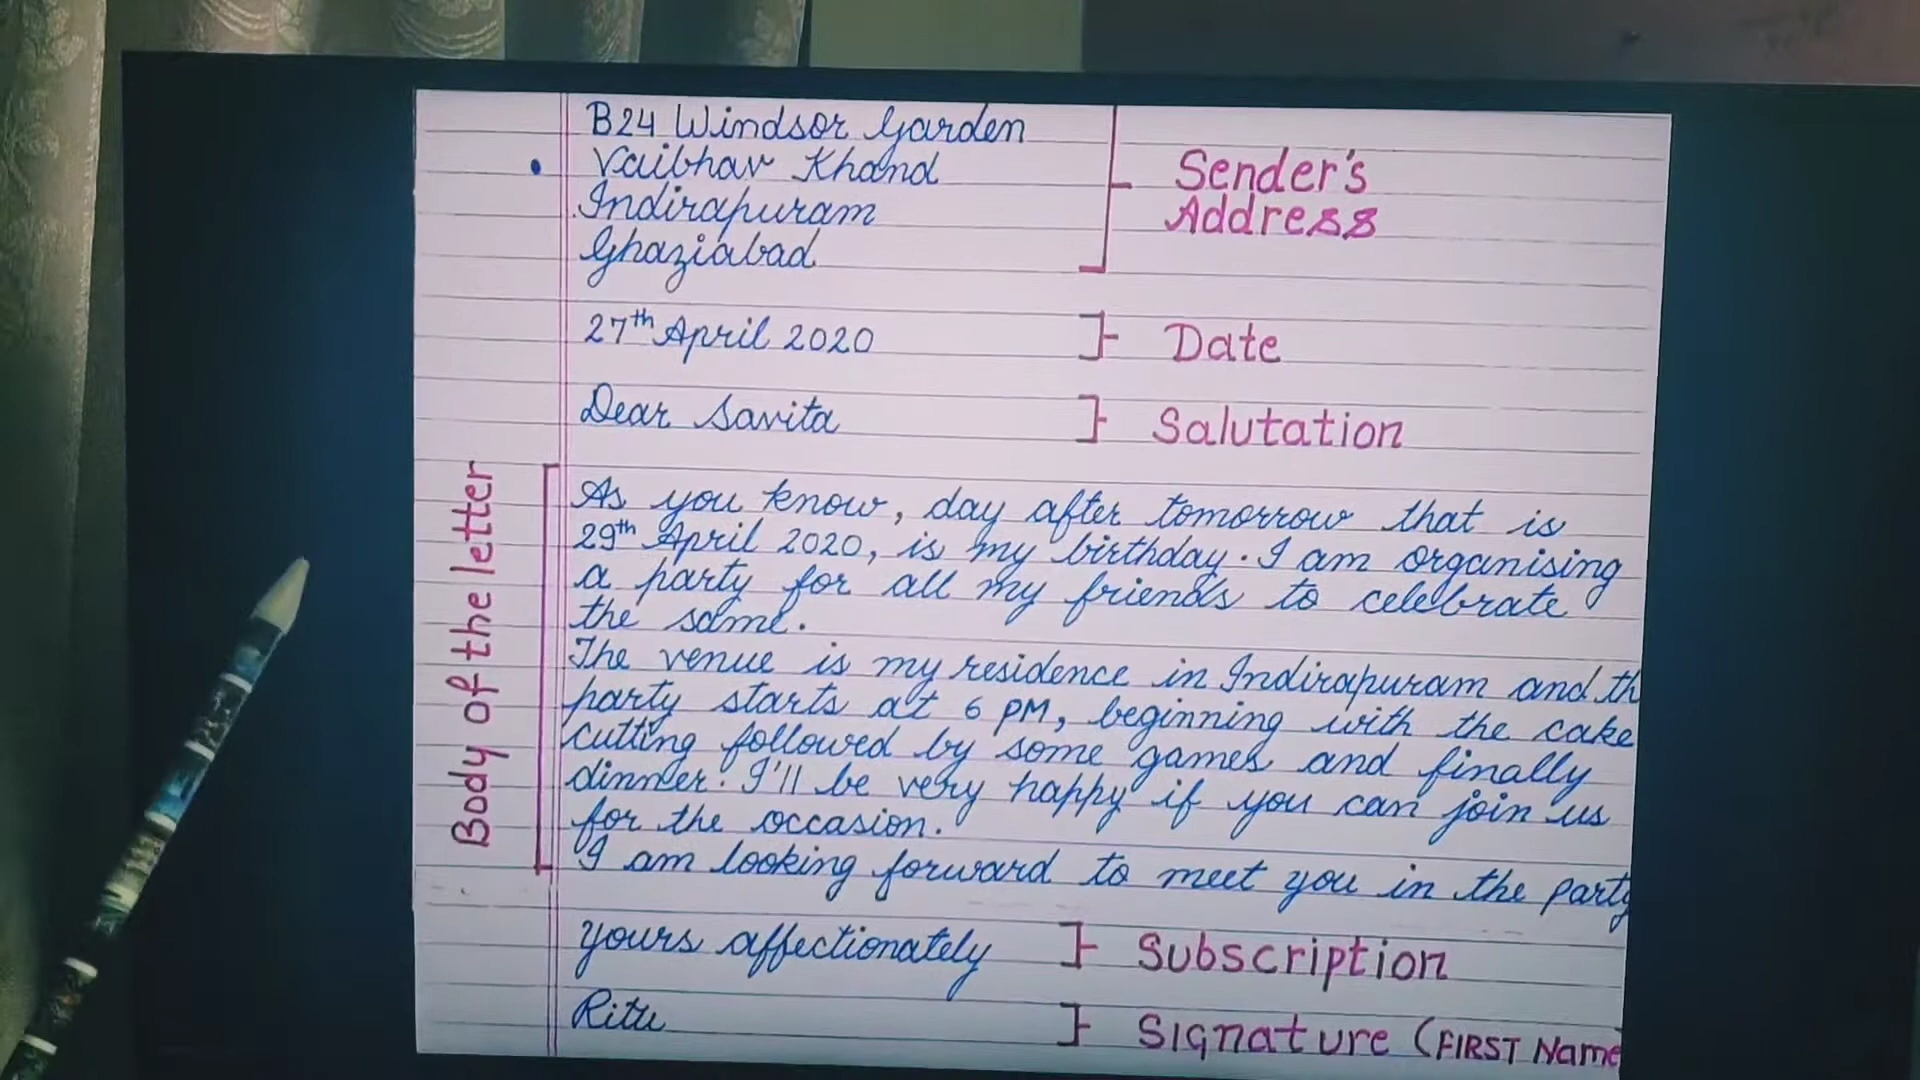 B24 Windsor Garden
Vaibhav Khand
Indirapuram
Ghaziabad
Sender's
Address
27th April 2020
Date
Dear Savita
Salutation
Body of the letter
As you know, day after tomorrow that is
29th April 2020, is my birthday. I am organising
a party for all my friends to celebrate
the same.
The venue is my residence in Indirapuram and th
party starts at 6 PM, beginning with the cake
cutting followed by some games and finally
dinner. I'll be very happy if you can join us
for the occasion.
I am looking forward to meet you in the party
yours affectionately
Subscription
Ritu
Signature (FIRST Name